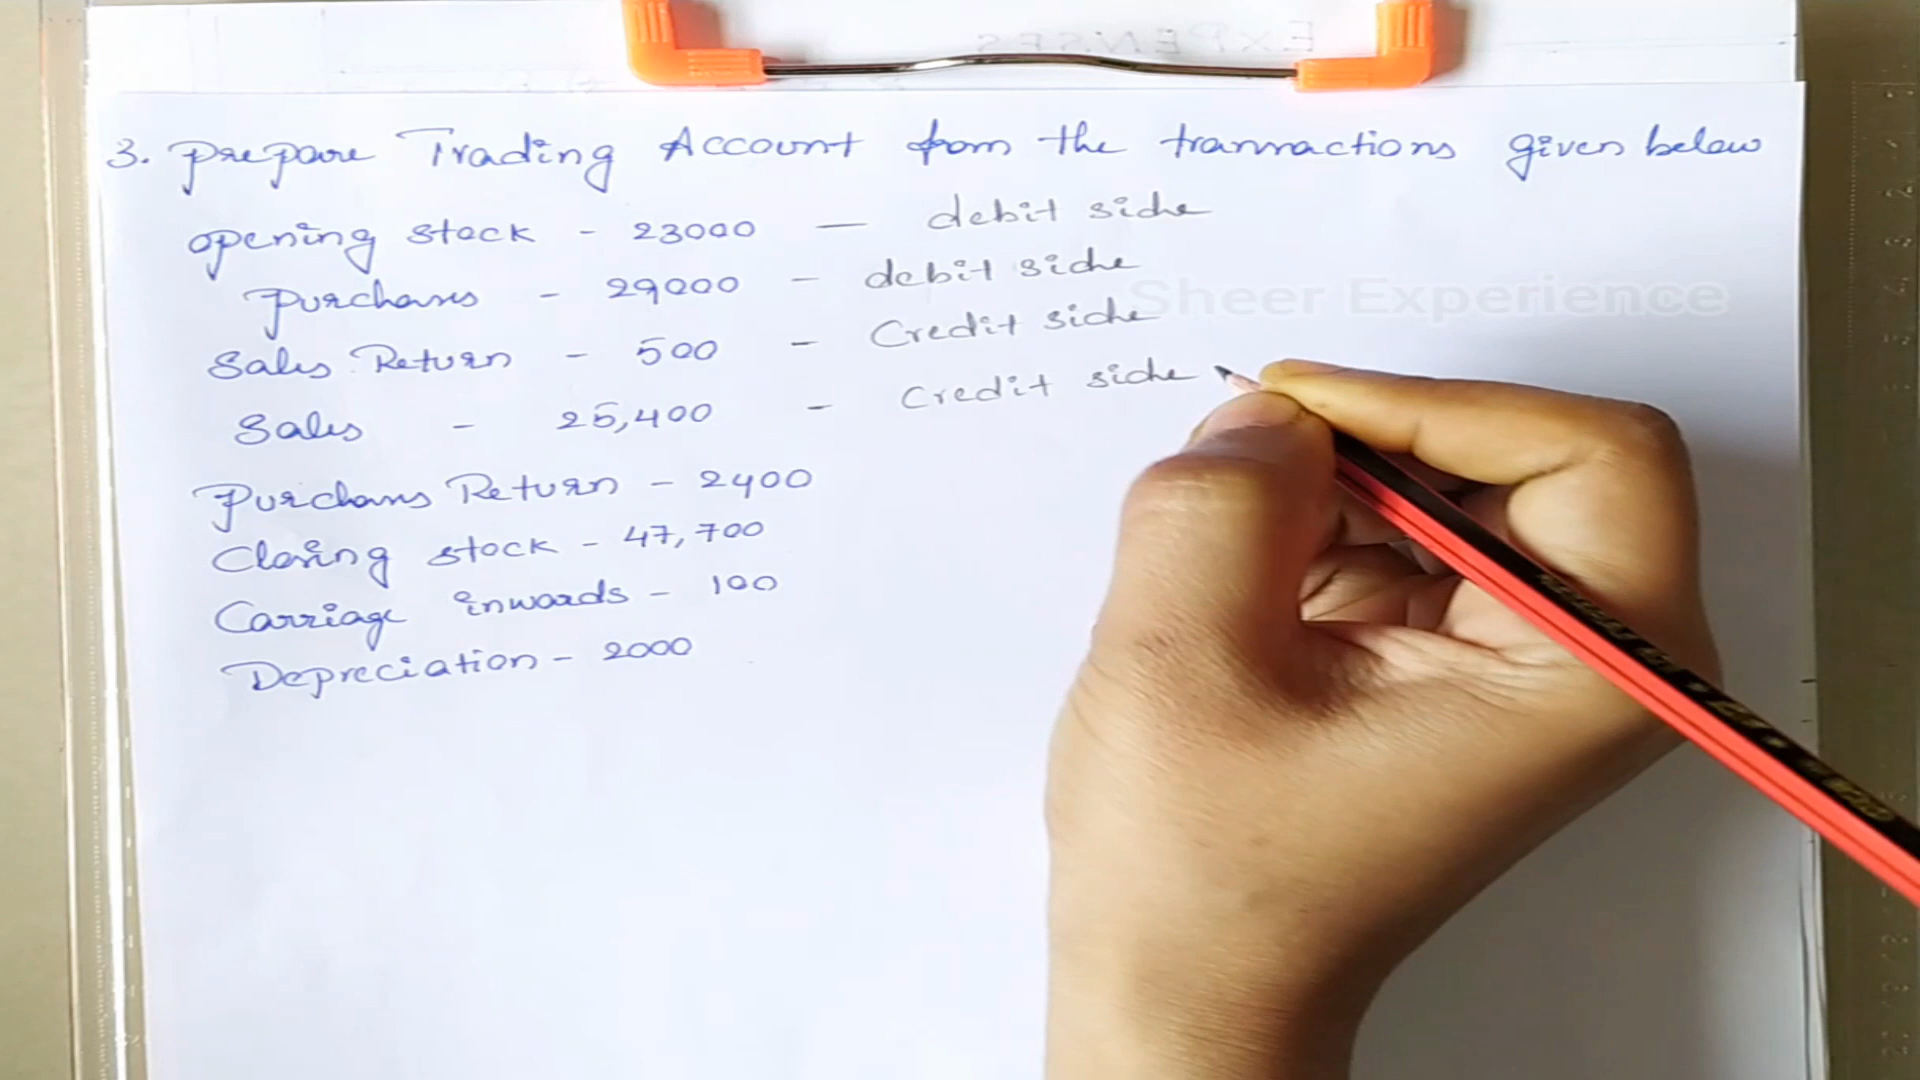 EXPENSES
3. Prepare Trading Account from the transactions given below
opening stock - 23000 — debit side
Purchases - 29000 - debit side
Sheer Experience
Sales Return - 500 - Credit side
Sales - 25,400 - Credit side
Purchases Return - 2400
Closing stock - 47,700
Carriage inwards - 100
Depreciation - 2000